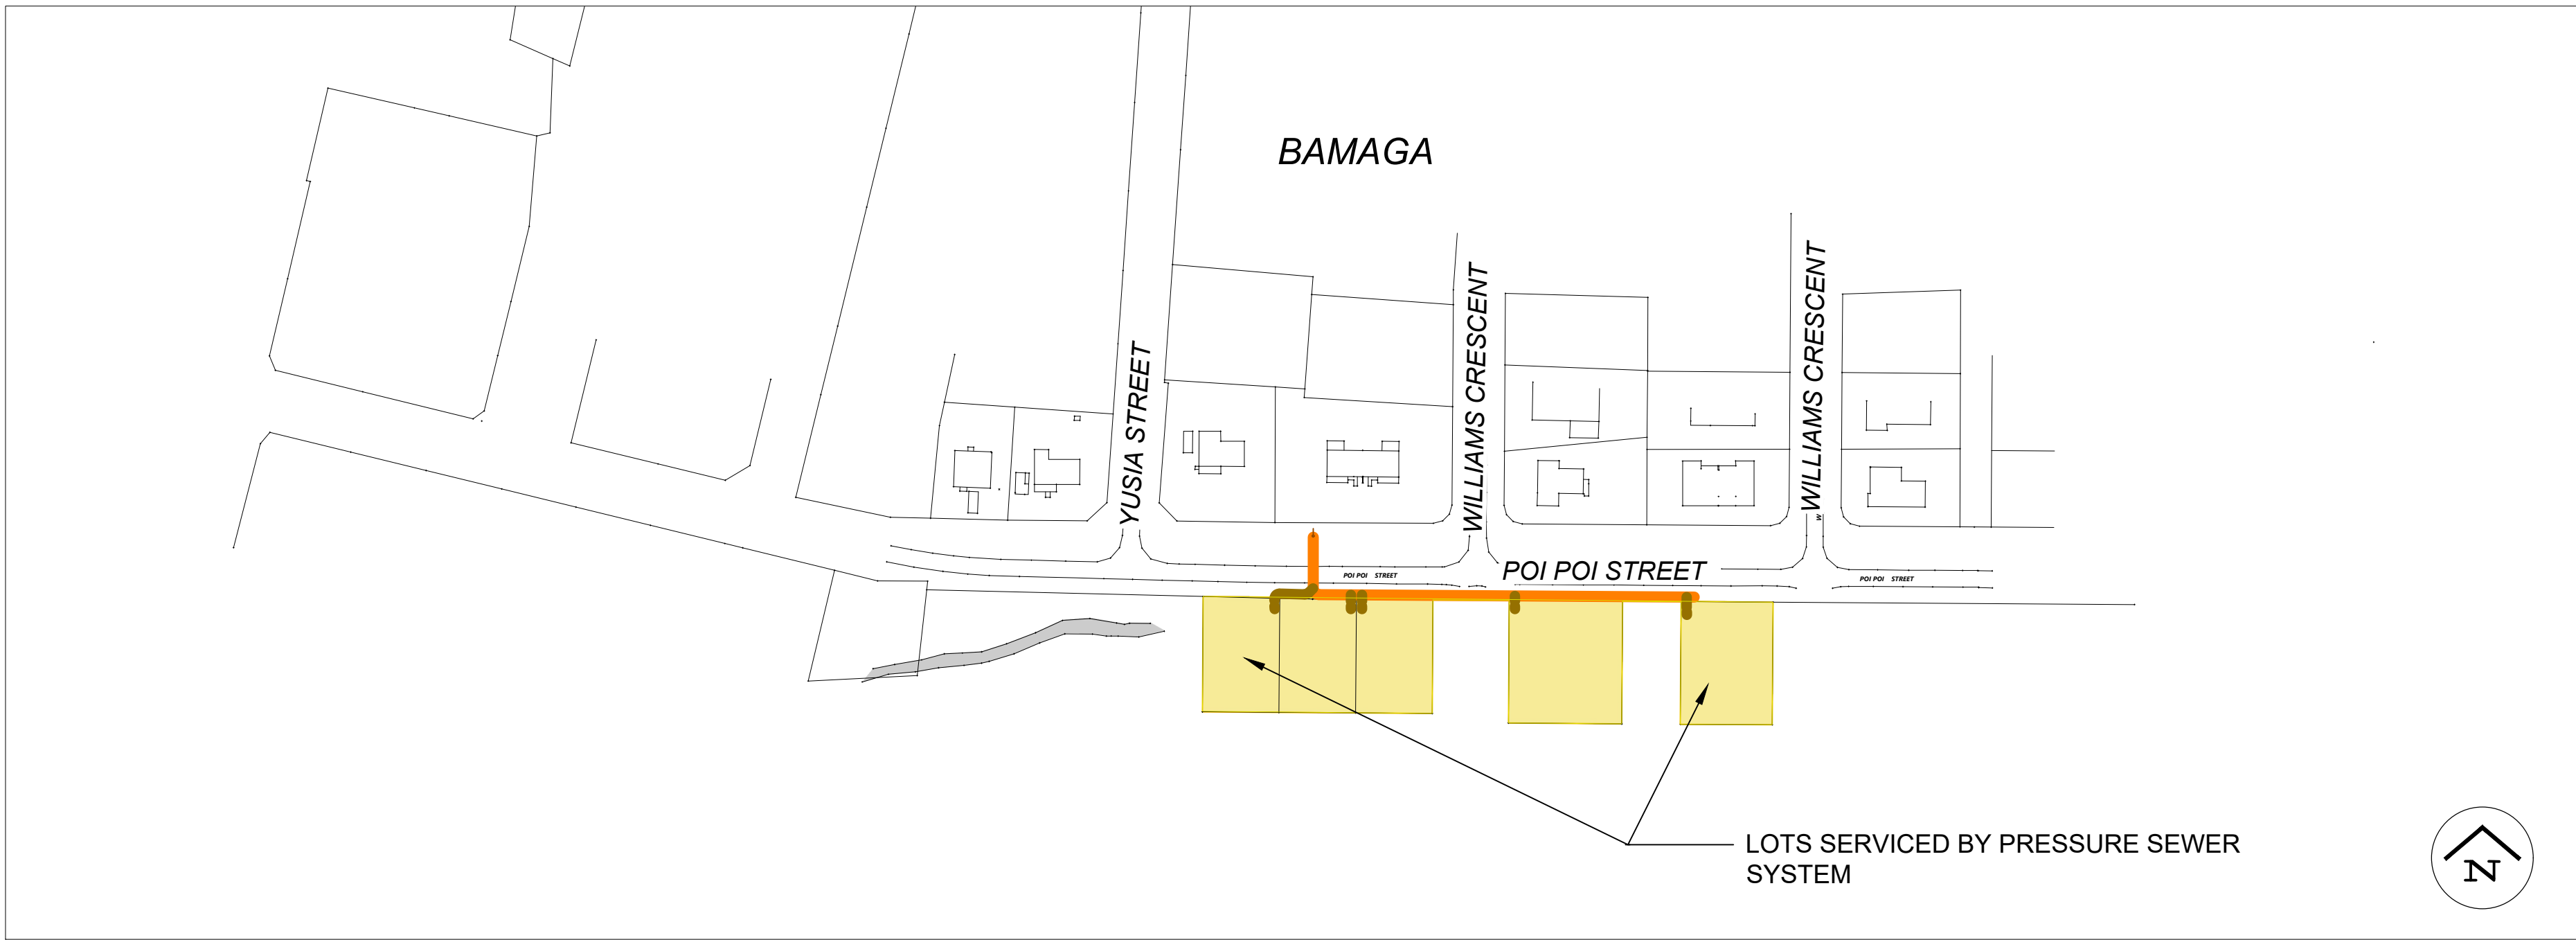 BAMAGA
YUSIA STREET
WILLIAMS CRESCENT
WILLIAMS CRESCENT
W
POI POI STREET
POI POI STREET
POI POI STREET
LOTS SERVICED BY PRESSURE SEWER
SYSTEM
N